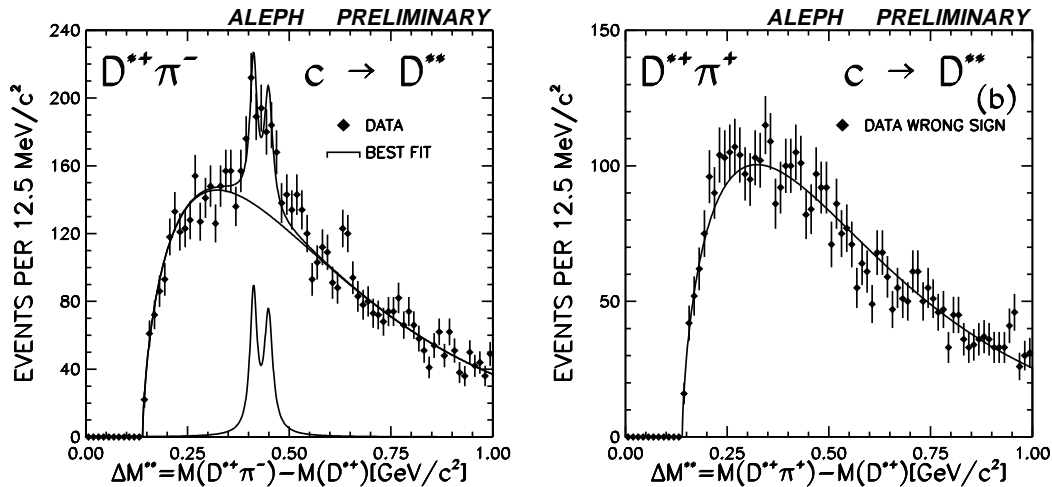 ALEPH PRELIMINARY
D*+π− c → D**
DATA
BEST FIT
EVENTS PER 12.5 MeV/c²
240
200
160
120
80
40
0
0.00 0.25 0.50 0.75 1.00
ΔM**=M(D*+π−)−M(D*+)[GeV/c²]
ALEPH PRELIMINARY
D*+π+ c → D**
(b)
DATA WRONG SIGN
EVENTS PER 12.5 MeV/c²
150
100
50
0
0.00 0.25 0.50 0.75 1.00
ΔM**=M(D*+π+)−M(D*+)[GeV/c²]